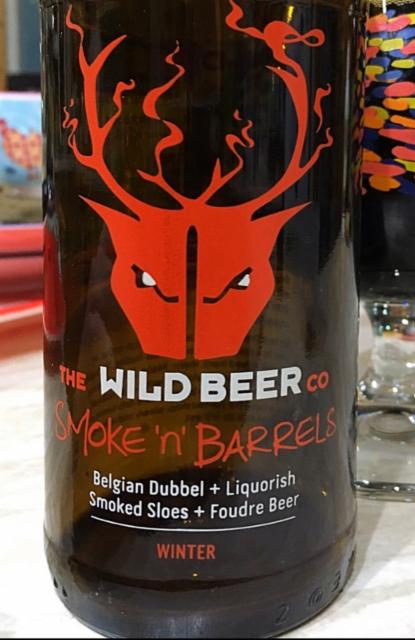 THE WILD BEER CO
SMOKE 'n' BARRELS
Belgian Dubbel + Liquorish
Smoked Sloes + Foudre Beer
WINTER